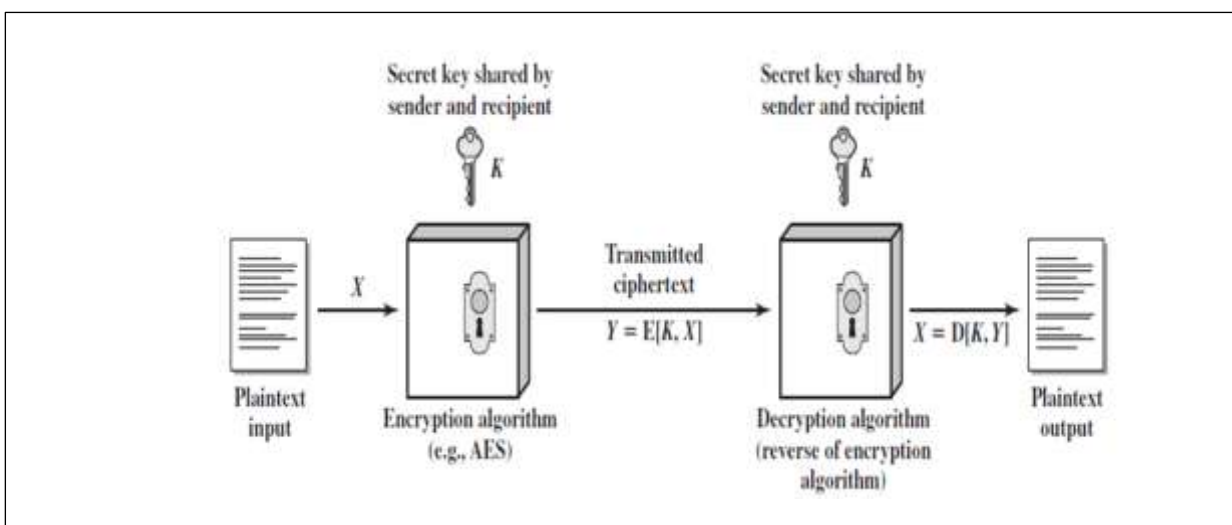 Secret key shared by
sender and recipient
K
Secret key shared by
sender and recipient
K
X
Transmitted
ciphertext
Y = E[K, X]
X = D[K, Y]
Plaintext
input
Encryption algorithm
(e.g., AES)
Decryption algorithm
(reverse of encryption
algorithm)
Plaintext
output